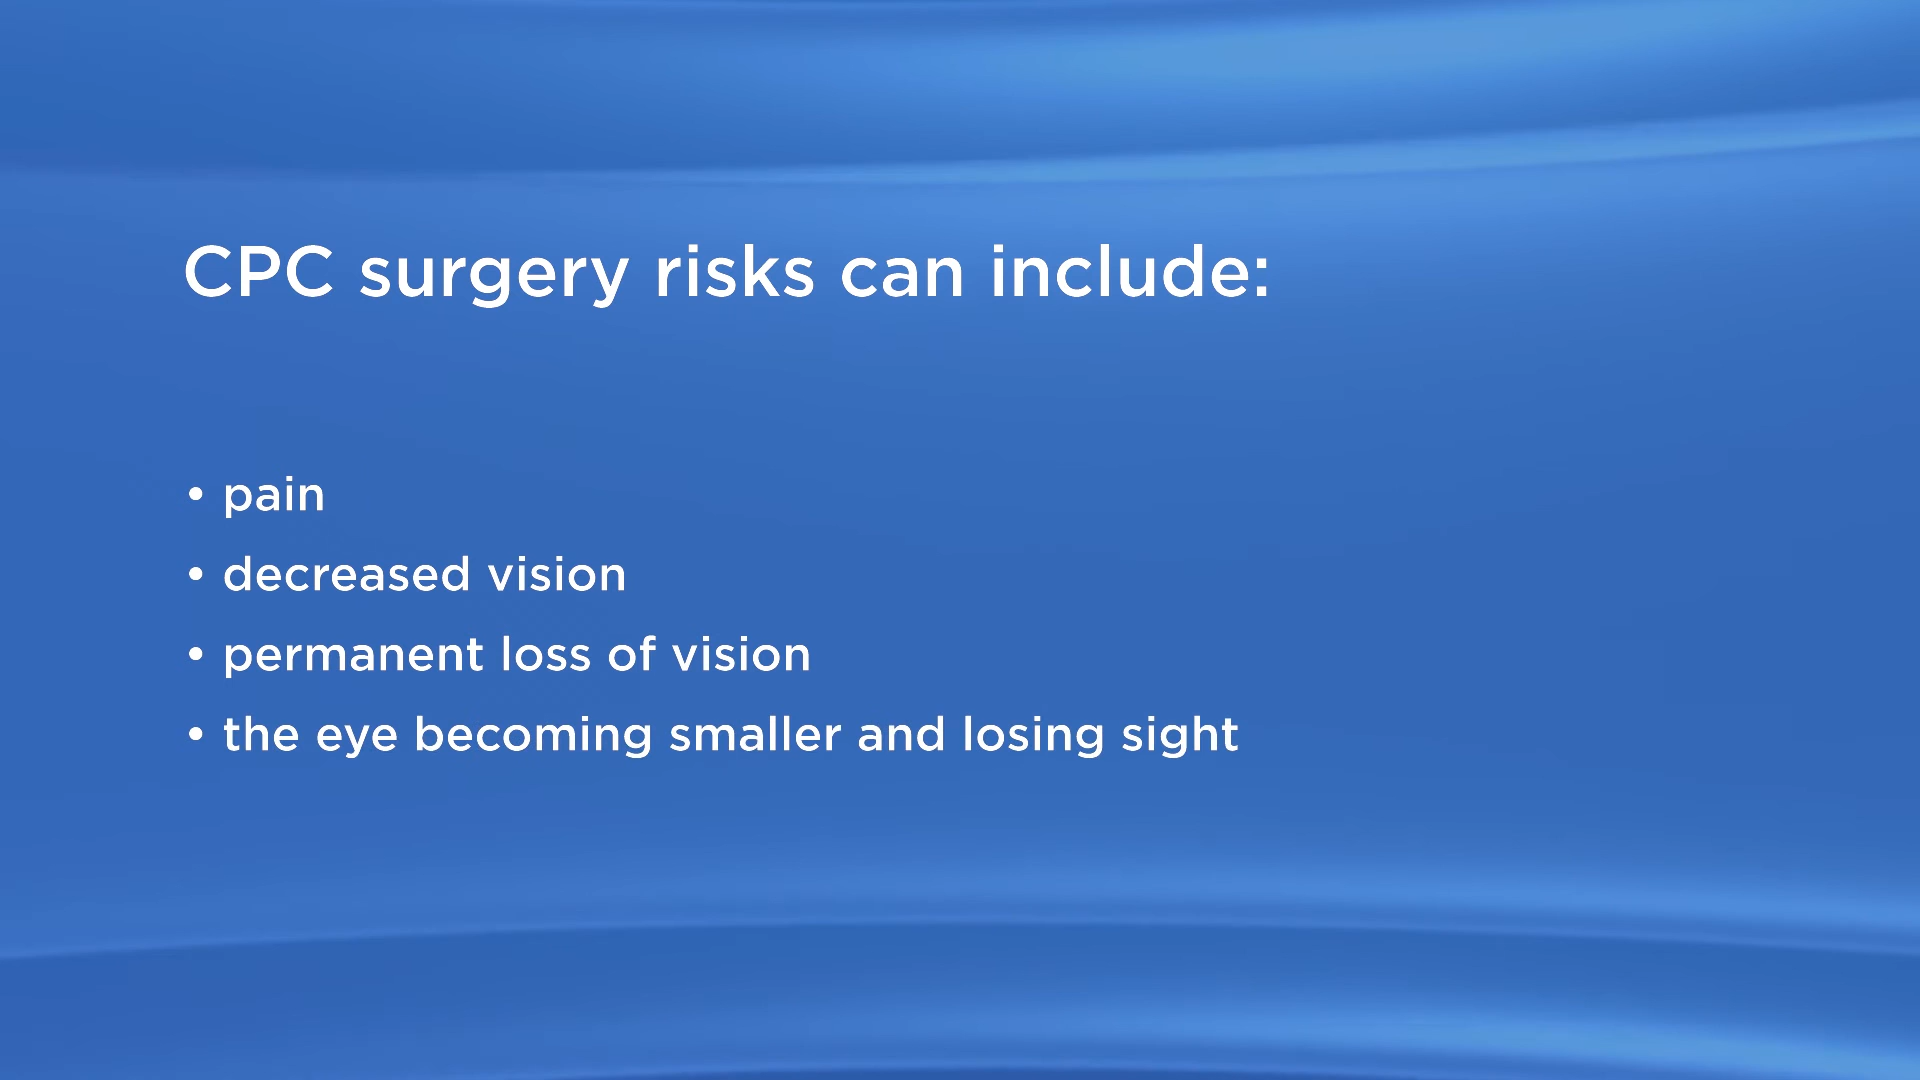 CPC surgery risks can include:
• pain
• decreased vision
• permanent loss of vision
• the eye becoming smaller and losing sight